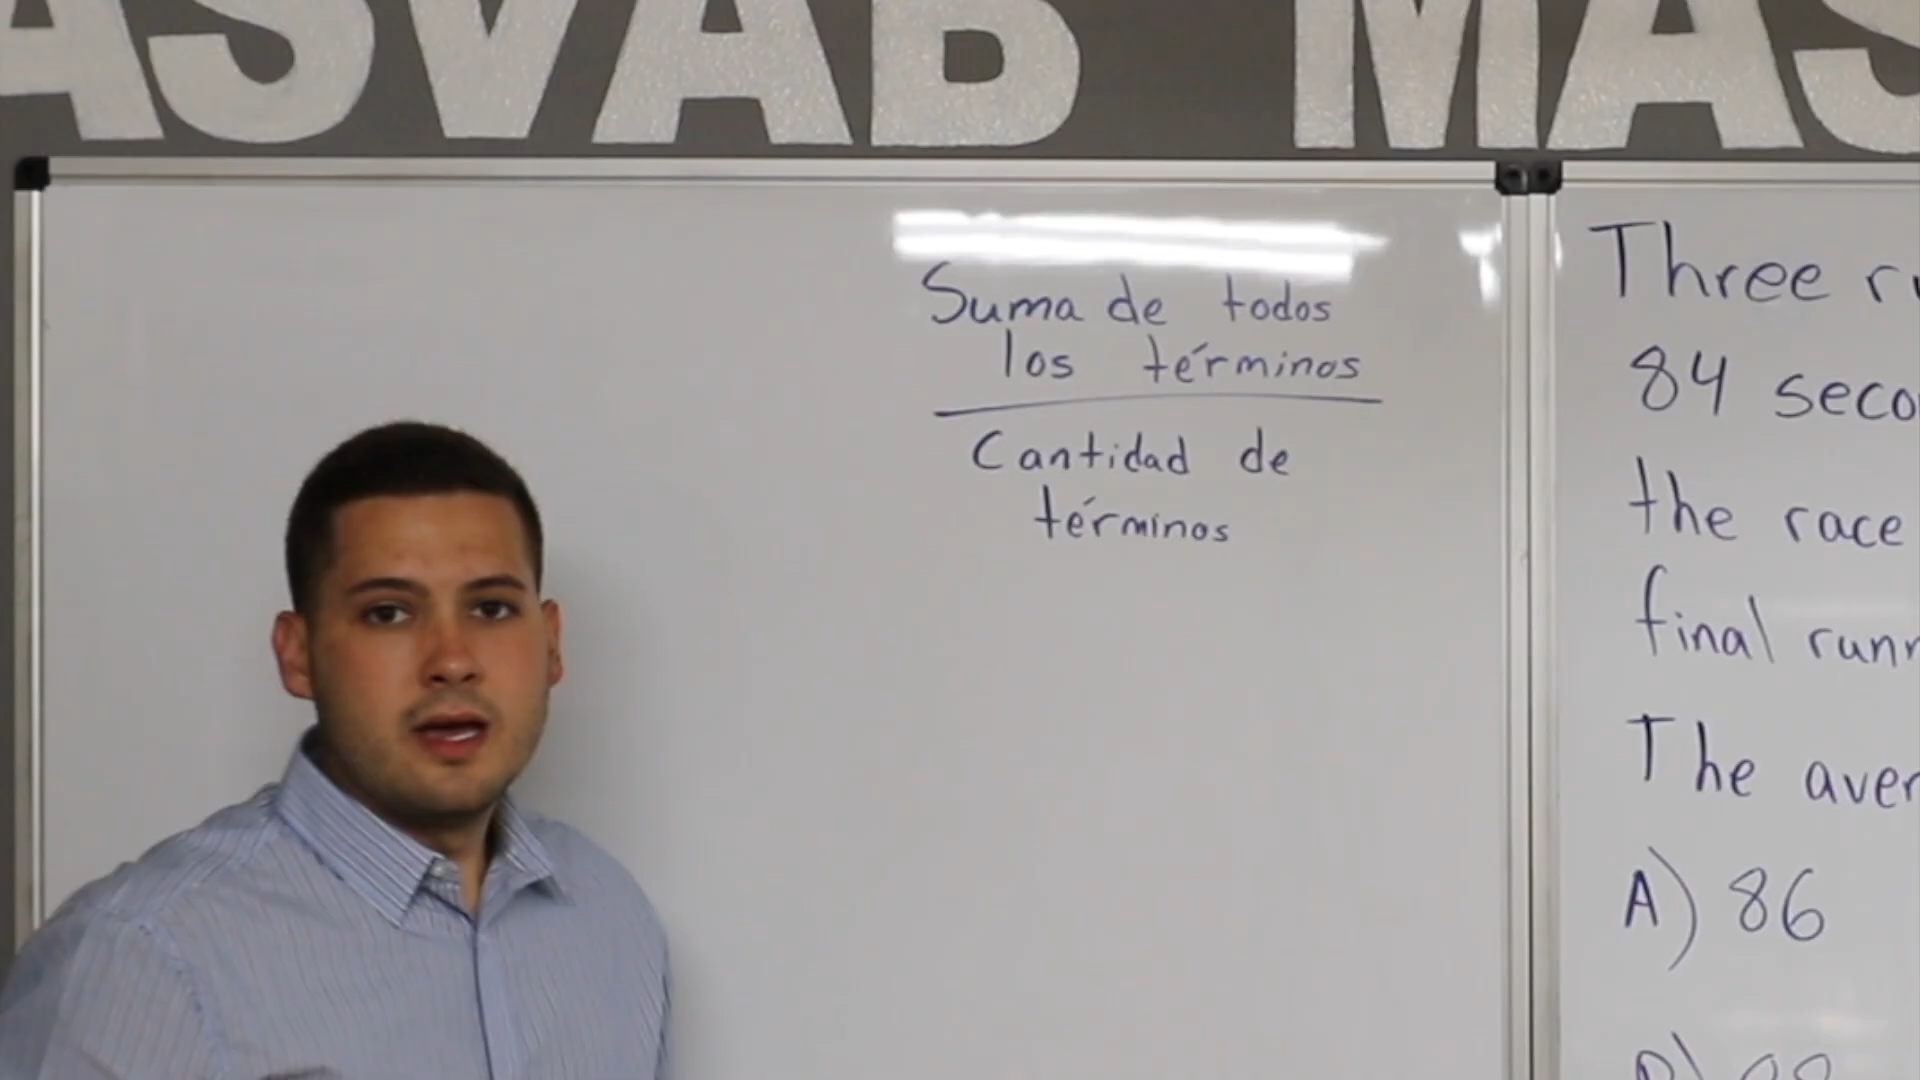 ASVAB MAS
Suma de todos
los términos
Cantidad de
términos
Three
84 seco
the race
final runn
The aver
A) 86